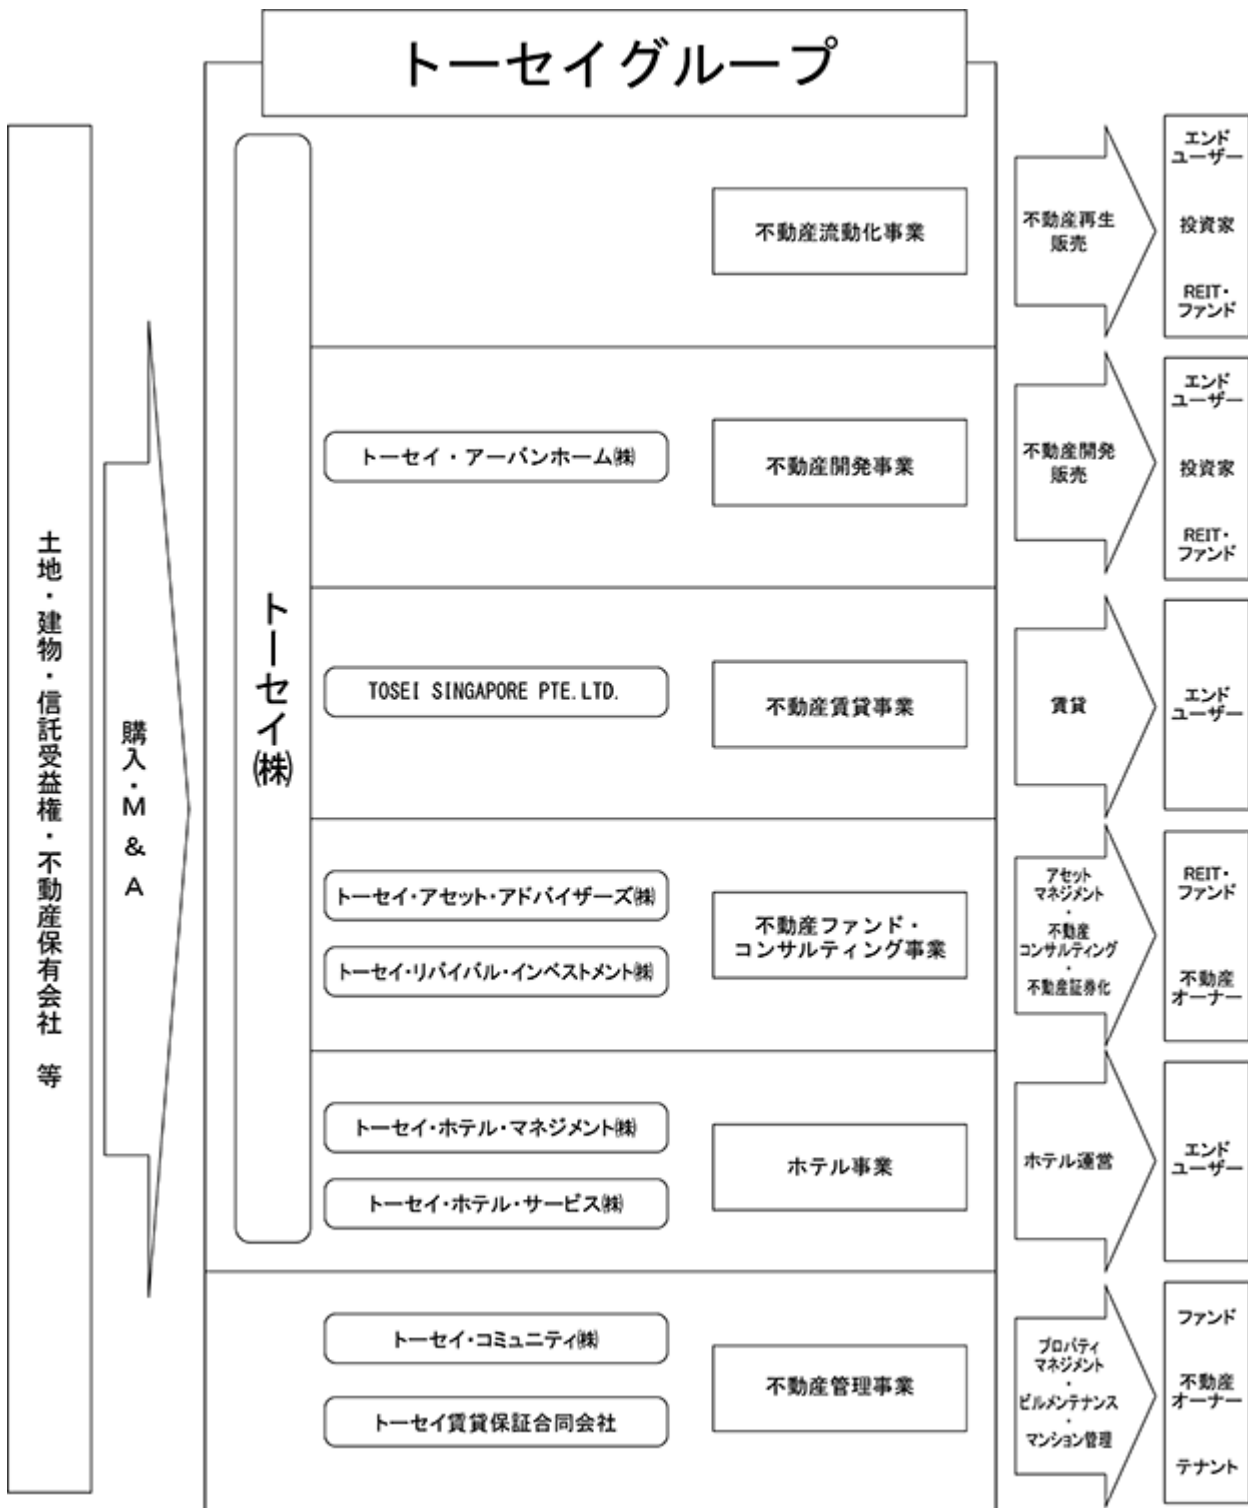 トーセイグループ
土地・建物・信託受益権・不動産保有会社 等
購入・M&A
トーセイ㈱
不動産流動化事業
不動産再生
販売
エンド
ユーザー
投資家
REIT・
ファンド
トーセイ・アーバンホーム㈱
不動産開発事業
不動産開発
販売
エンド
ユーザー
投資家
REIT・
ファンド
TOSEI SINGAPORE PTE.LTD.
不動産賃貸事業
賃貸
エンド
ユーザー
トーセイ・アセット・アドバイザーズ㈱
トーセイ・リバイバル・インベストメント㈱
不動産ファンド・
コンサルティング事業
アセット
マネジメント
・
不動産
コンサルティング
・
不動産証券化
REIT・
ファンド
不動産
オーナー
トーセイ・ホテル・マネジメント㈱
トーセイ・ホテル・サービス㈱
ホテル事業
ホテル運営
エンド
ユーザー
トーセイ・コミュニティ㈱
トーセイ賃貸保証合同会社
不動産管理事業
プロパティ
マネジメント
・
ビルメンテナンス
・
マンション管理
ファンド
不動産
オーナー
テナント